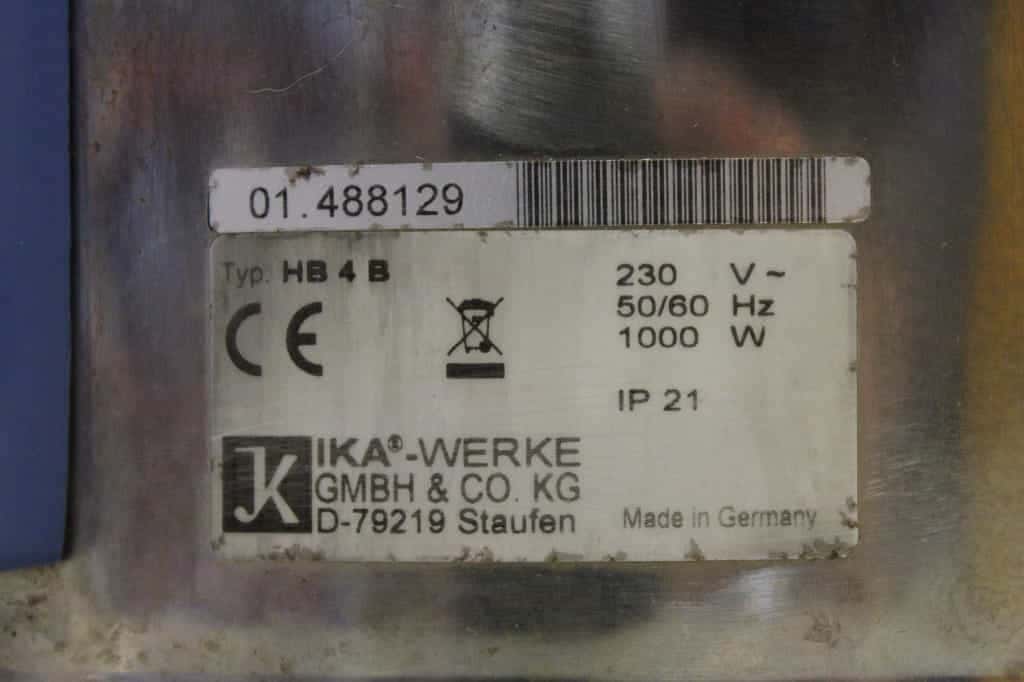 01.488129
Typ. HB 4 B
230 V ~
50/60 Hz
1000 W
CE
IP 21
IKA®-WERKE
GMBH & CO. KG
D-79219 Staufen
Made in Germany